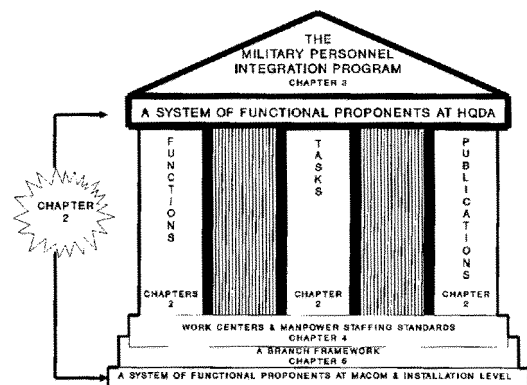 THE
MILITARY PERSONNEL
INTEGRATION PROGRAM
CHAPTER 3
A SYSTEM OF FUNCTIONAL PROPONENTS AT HQDA
CHAPTER
2
FUNCTIONS
TASKS
PUBLICATIONS
CHAPTERS
2
CHAPTER
2
CHAPTER
2
WORK CENTERS & MANPOWER STAFFING STANDARDS
CHAPTER 4
A BRANCH FRAMEWORK
CHAPTER 5
A SYSTEM OF FUNCTIONAL PROPONENTS AT MACOM & INSTALLATION LEVEL